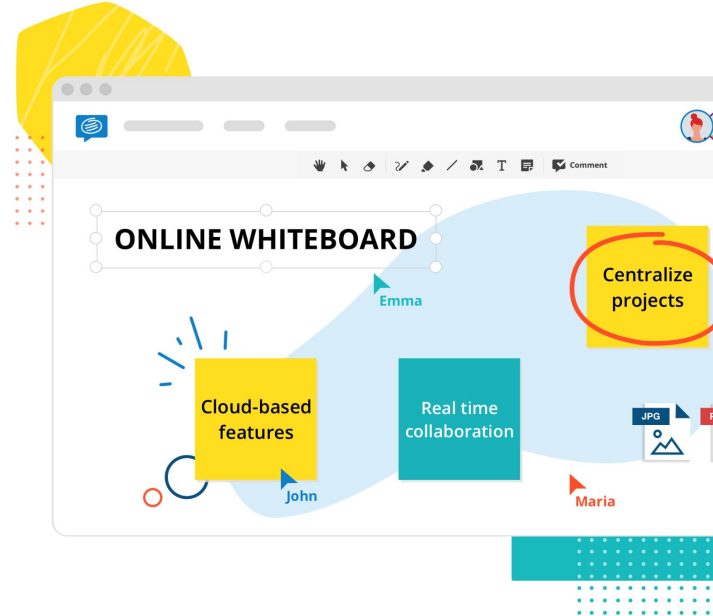 Comment
ONLINE WHITEBOARD
Emma
Centralize
projects
Cloud-based
features
Real time
collaboration
JPG
John
Maria